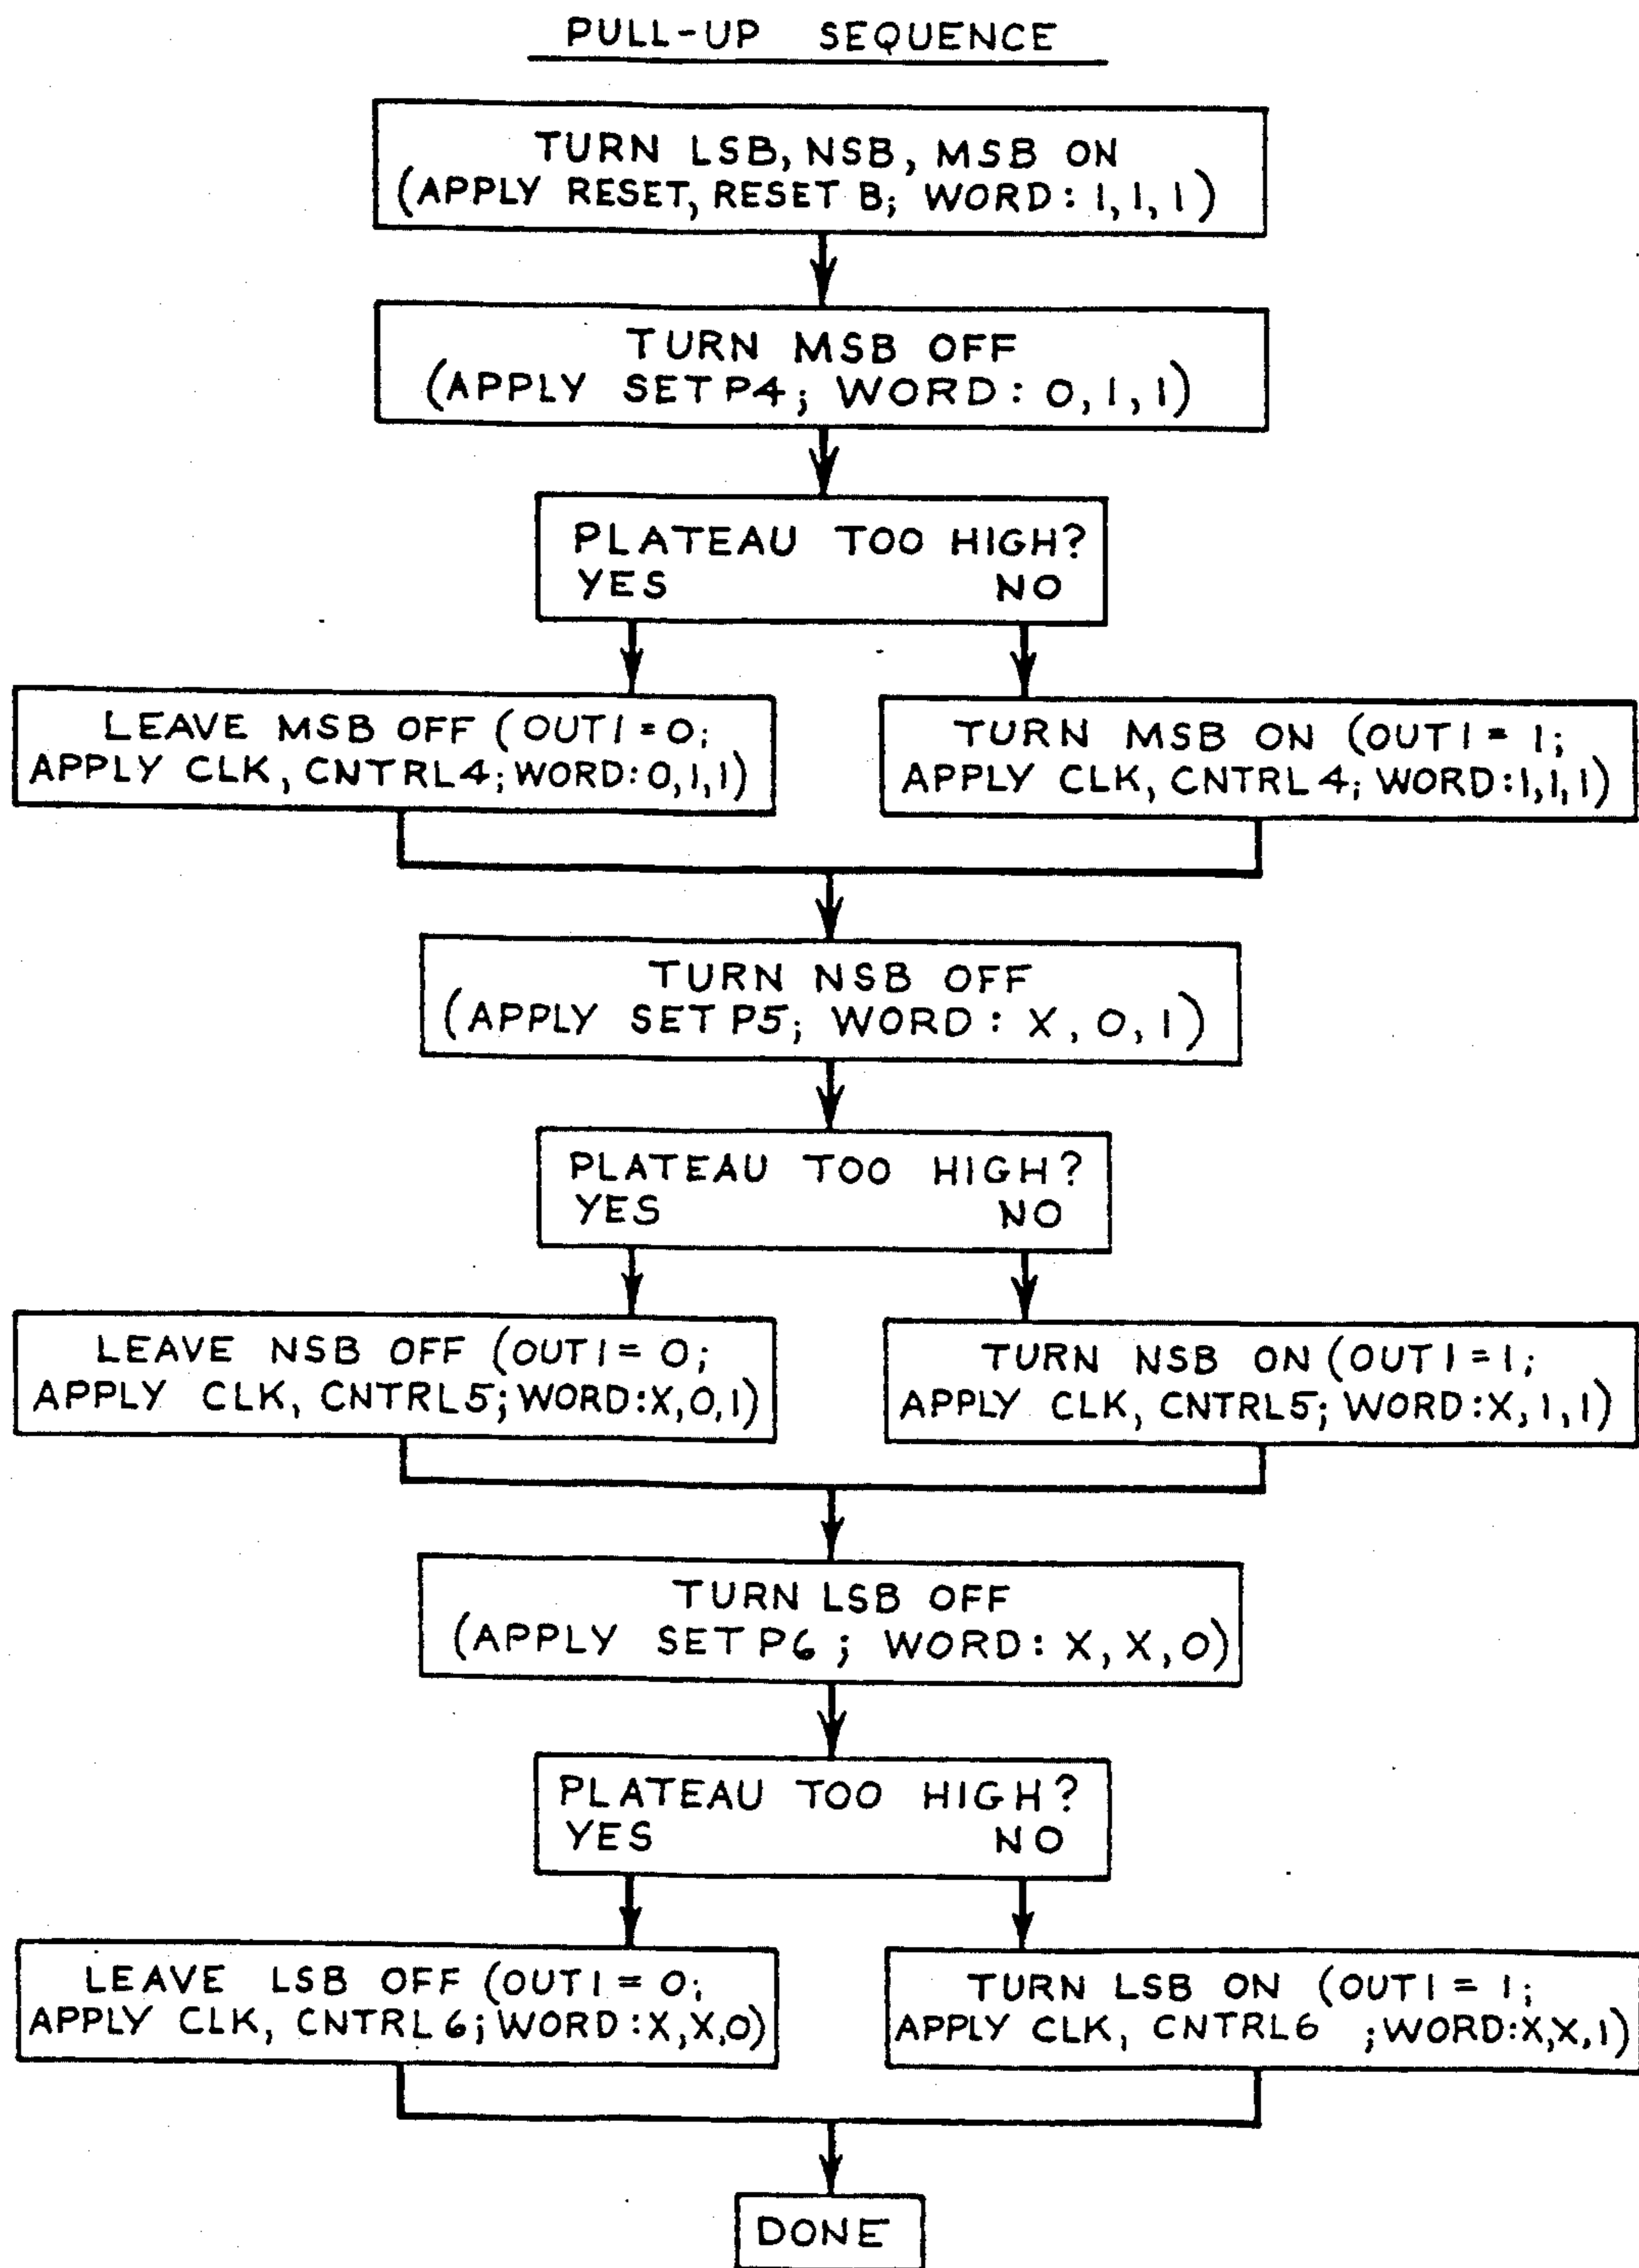 PULL-UP SEQUENCE
TURN LSB, NSB, MSB ON
(APPLY RESET, RESET B; WORD: 1, 1, 1)
TURN MSB OFF
(APPLY SETP4; WORD: 0, 1, 1)
PLATEAU TOO HIGH?
YES NO
LEAVE MSB OFF (OUT1 = 0;
APPLY CLK, CNTRL4; WORD: 0, 1, 1)
TURN MSB ON (OUT1 = 1;
APPLY CLK, CNTRL4; WORD: 1, 1, 1)
TURN NSB OFF
(APPLY SETP5; WORD: X, 0, 1)
PLATEAU TOO HIGH?
YES NO
LEAVE NSB OFF (OUT1 = 0;
APPLY CLK, CNTRL5; WORD: X, 0, 1)
TURN NSB ON (OUT1 = 1;
APPLY CLK, CNTRL5; WORD: X, 1, 1)
TURN LSB OFF
(APPLY SETP6; WORD: X, X, 0)
PLATEAU TOO HIGH?
YES NO
LEAVE LSB OFF (OUT1 = 0;
APPLY CLK, CNTRL6; WORD: X, X, 0)
TURN LSB ON (OUT1 = 1;
APPLY CLK, CNTRL6 ; WORD: X, X, 1)
DONE